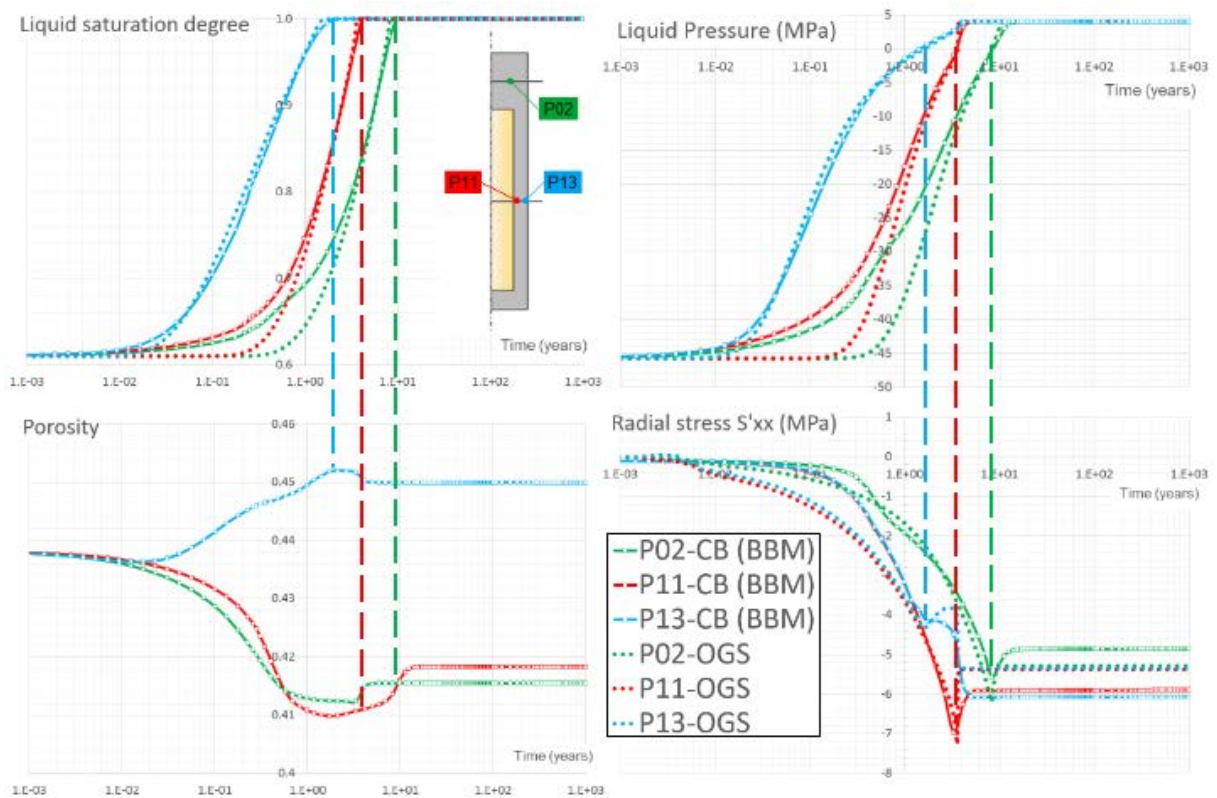 Liquid saturation degree
1.0
0.9
0.8
0.7
0.6
P02
P11
P13
Time (years)
1.E-03
1.E-02
1.E-01
1.E+00
1.E+01
1.E+02
1.E+03
Liquid Pressure (MPa)
5
0
-5
-10
-15
-20
-25
-30
-35
-40
-45
-50
1.E-03
1.E-01
1.E+00
1.E+01
1.E+03
Time (years)
Porosity
0.46
0.45
0.44
0.43
0.42
0.41
0.4
Time (years)
1.E-03
1.E-02
1.E-01
1.E+00
1.E+01
1.E+02
1.E+03
Radial stress S'xx (MPa)
1
0
-1
-2
-3
-4
-5
-6
-7
-8
1.E-03
1.E+00
1.E+01
1.E+02
1.E+03
Time (years)
P02-CB (BBM)
P11-CB (BBM)
P13-CB (BBM)
P02-OGS
P11-OGS
P13-OGS